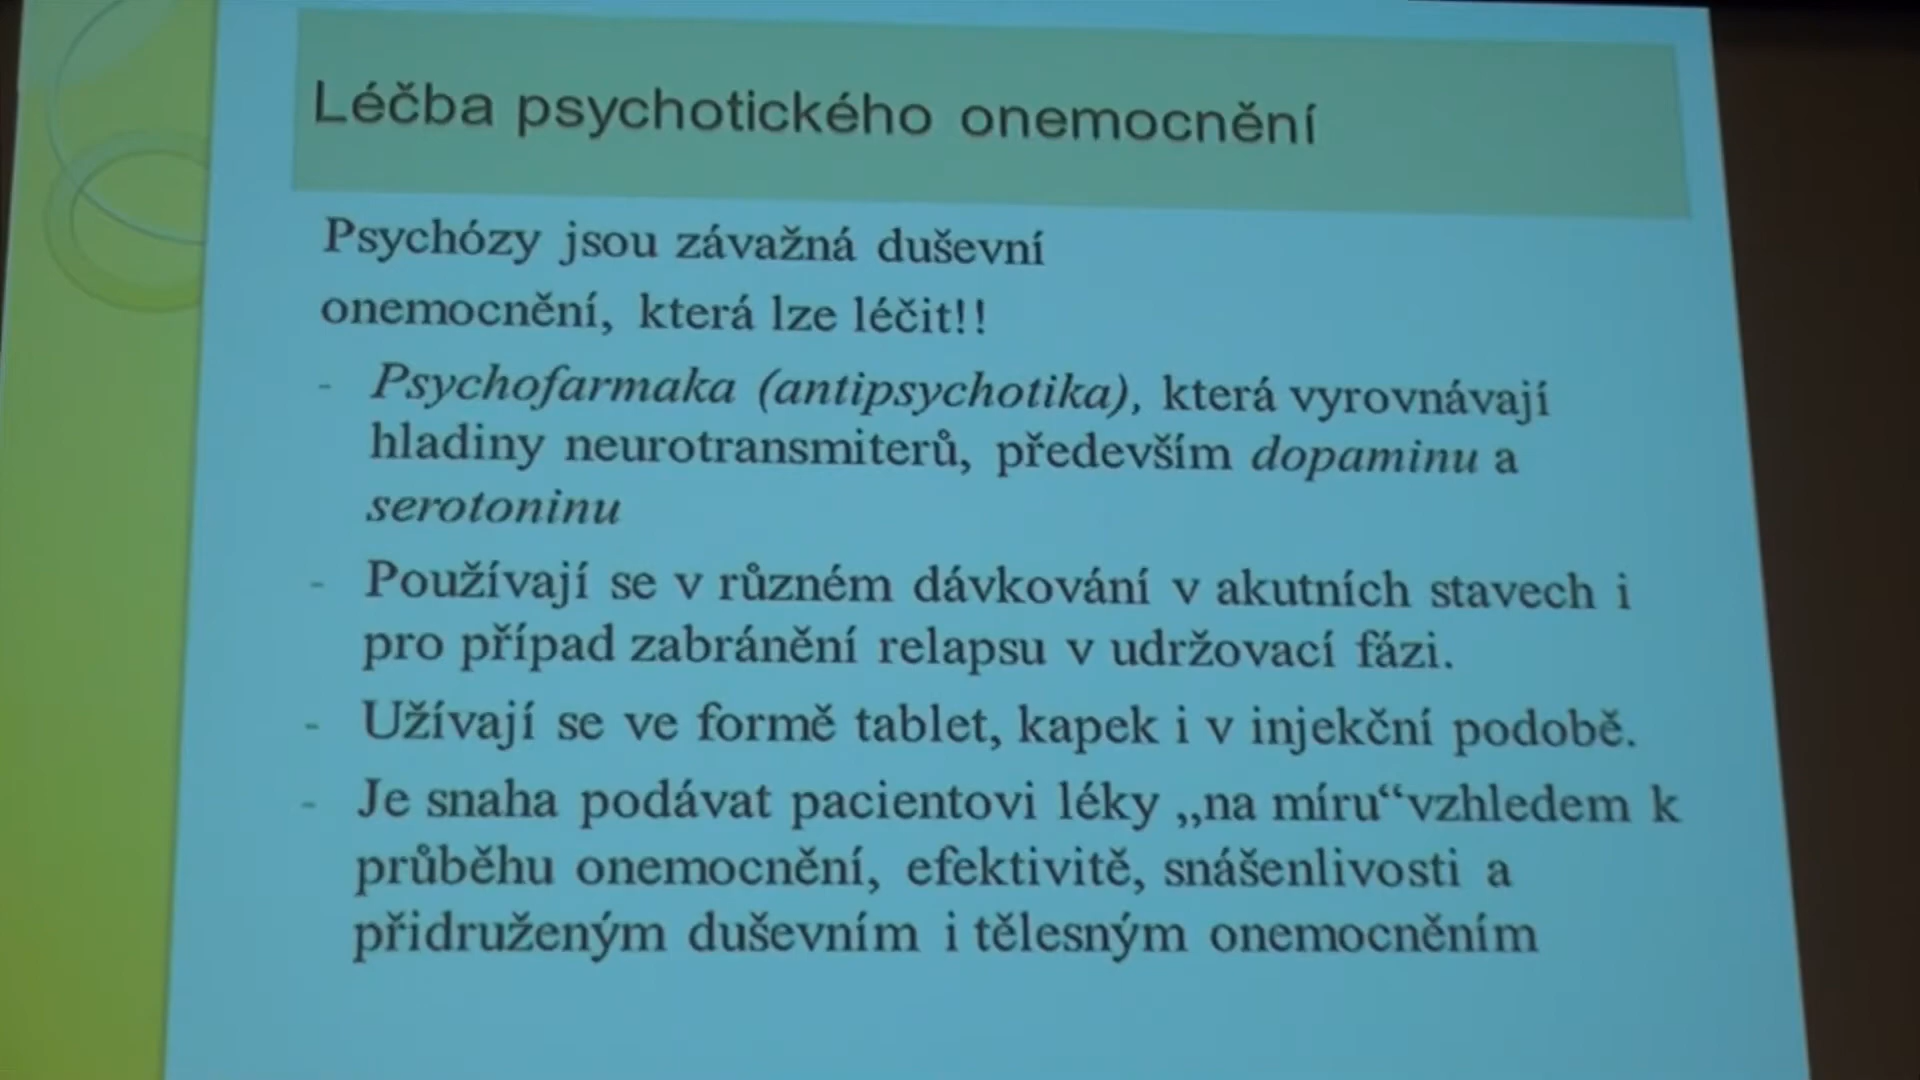 Léčba psychotického onemocnění
Psychózy jsou závažná duševní
onemocnění, která lze léčit!!
- Psychofarmaka (antipsychotika), která vyrovnávají
hladiny neurotransmiterů, především dopaminu a
serotoninu
- Používají se v různém dávkování v akutních stavech i
pro případ zabránění relapsu v udržovací fázi.
- Užívají se ve formě tablet, kapek i v injekční podobě.
- Je snaha podávat pacientovi léky „na míru“vzhledem k
průběhu onemocnění, efektivitě, snášenlivosti a
přidruženým duševním i tělesným onemocněním